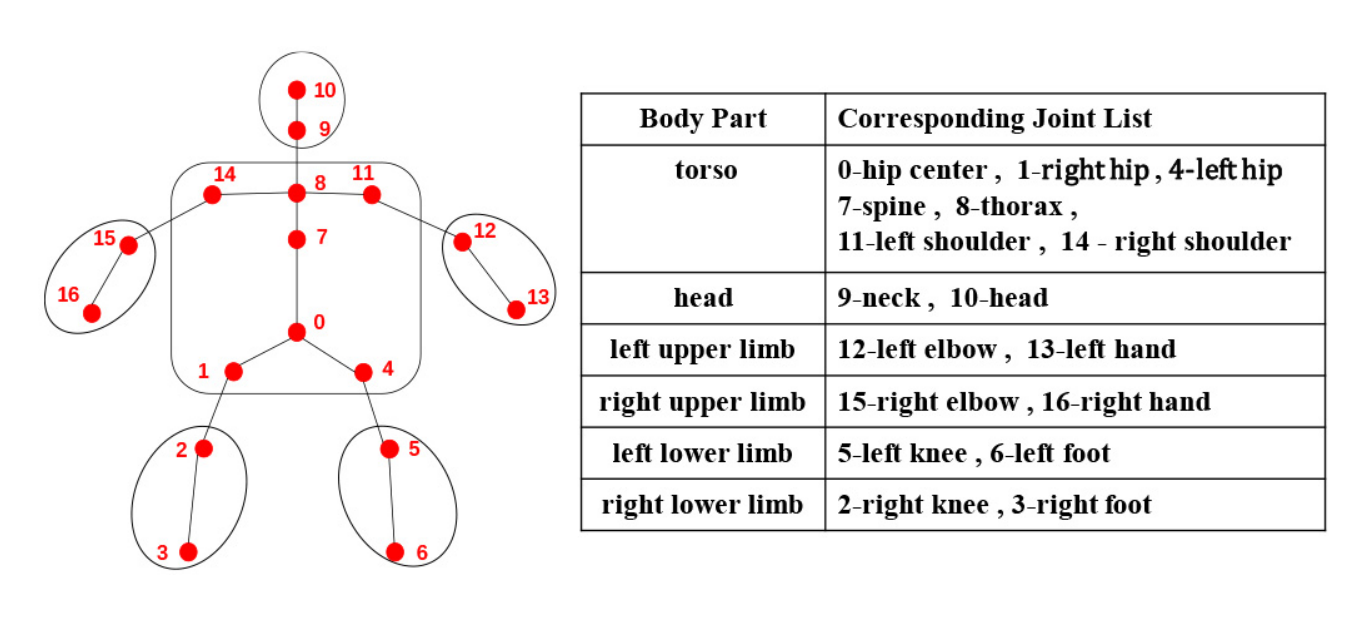 10
9
14
8
11
7
15
12
16
13
0
1
4
2
5
3
6
Body Part Corresponding Joint List
torso 0-hip center , 1-right hip , 4-left hip
7-spine , 8-thorax ,
11-left shoulder , 14 - right shoulder
head 9-neck , 10-head
left upper limb 12-left elbow , 13-left hand
right upper limb 15-right elbow , 16-right hand
left lower limb 5-left knee , 6-left foot
right lower limb 2-right knee , 3-right foot